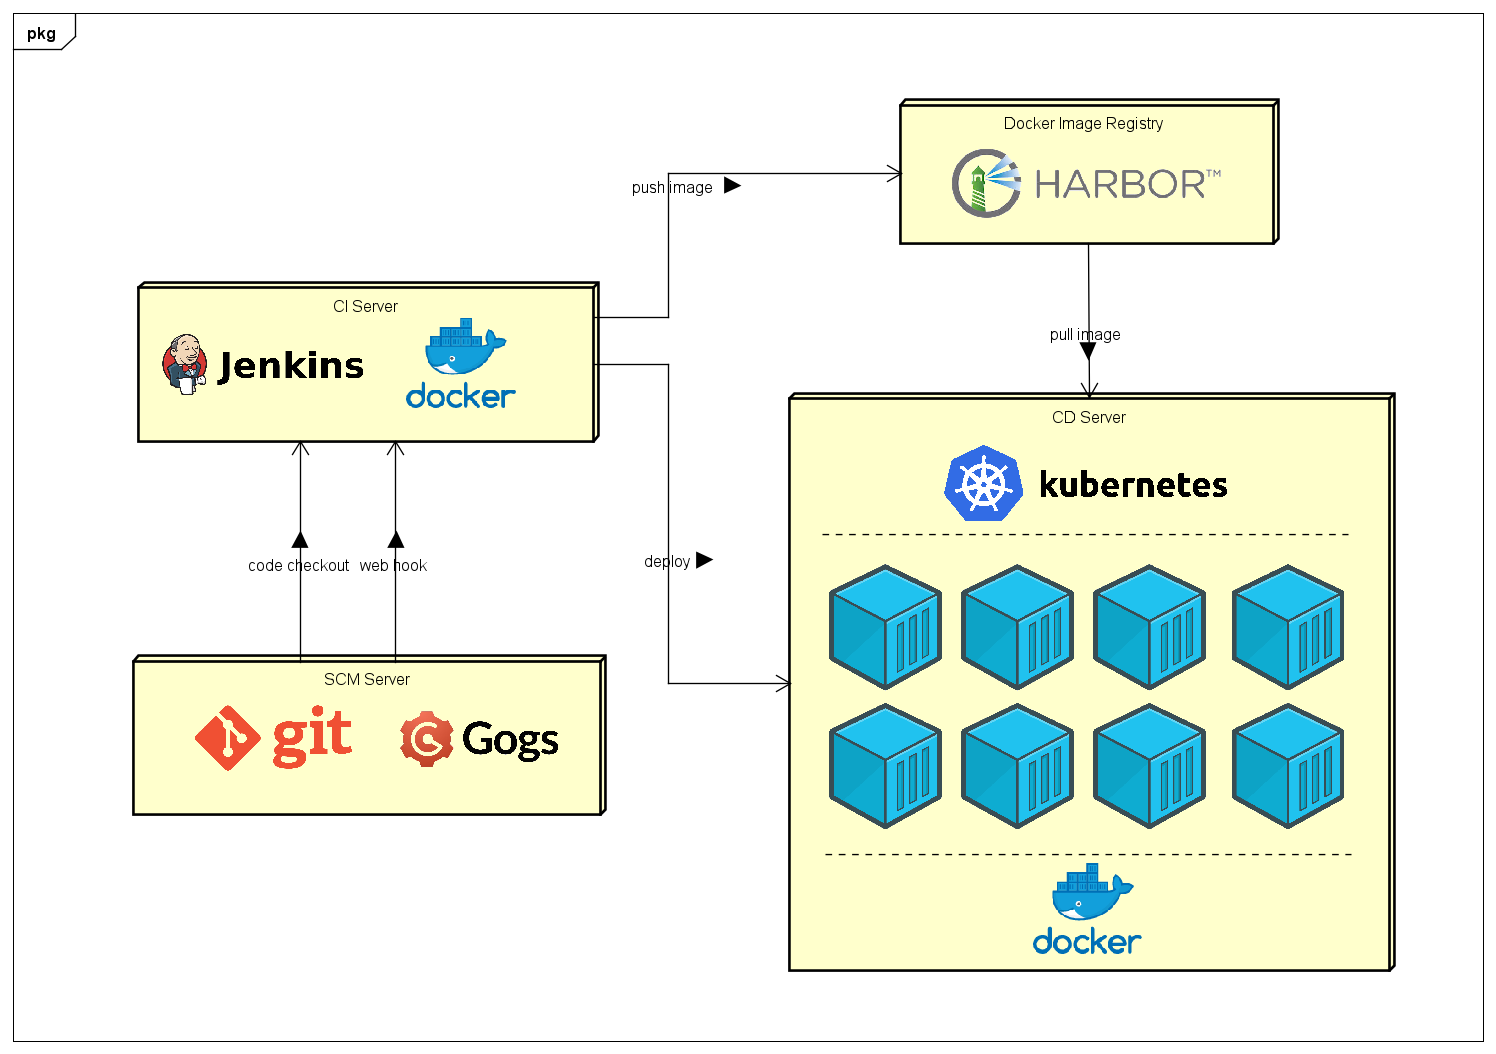 pkg
Docker Image Registry
HARBOR™
push image
CI Server
Jenkins
docker
pull image
CD Server
kubernetes
code checkout
web hook
deploy
SCM Server
git
Gogs
docker